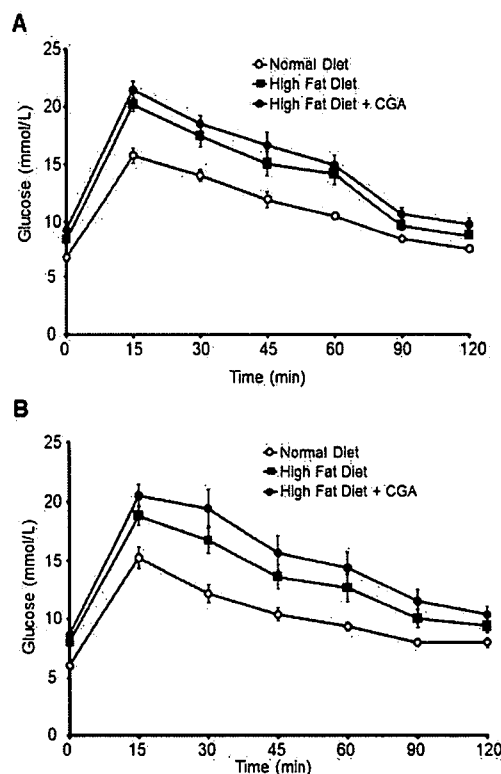 A
25
20
15
10
5
0
Glucose (mmol/L)
Normal Diet
High Fat Diet
High Fat Diet + CGA
0 15 30 45 60 90 120
Time (min)
B
25
20
15
10
5
0
Glucose (mmol/L)
Normal Diet
High Fat Diet
High Fat Diet + CGA
0 15 30 45 60 90 120
Time (min)